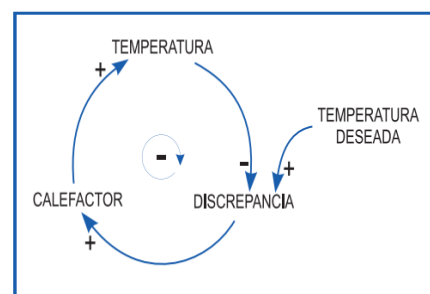 TEMPERATURA
+
TEMPERATURA
DESEADA
-
-
+
CALEFACTOR
DISCREPANCIA
+